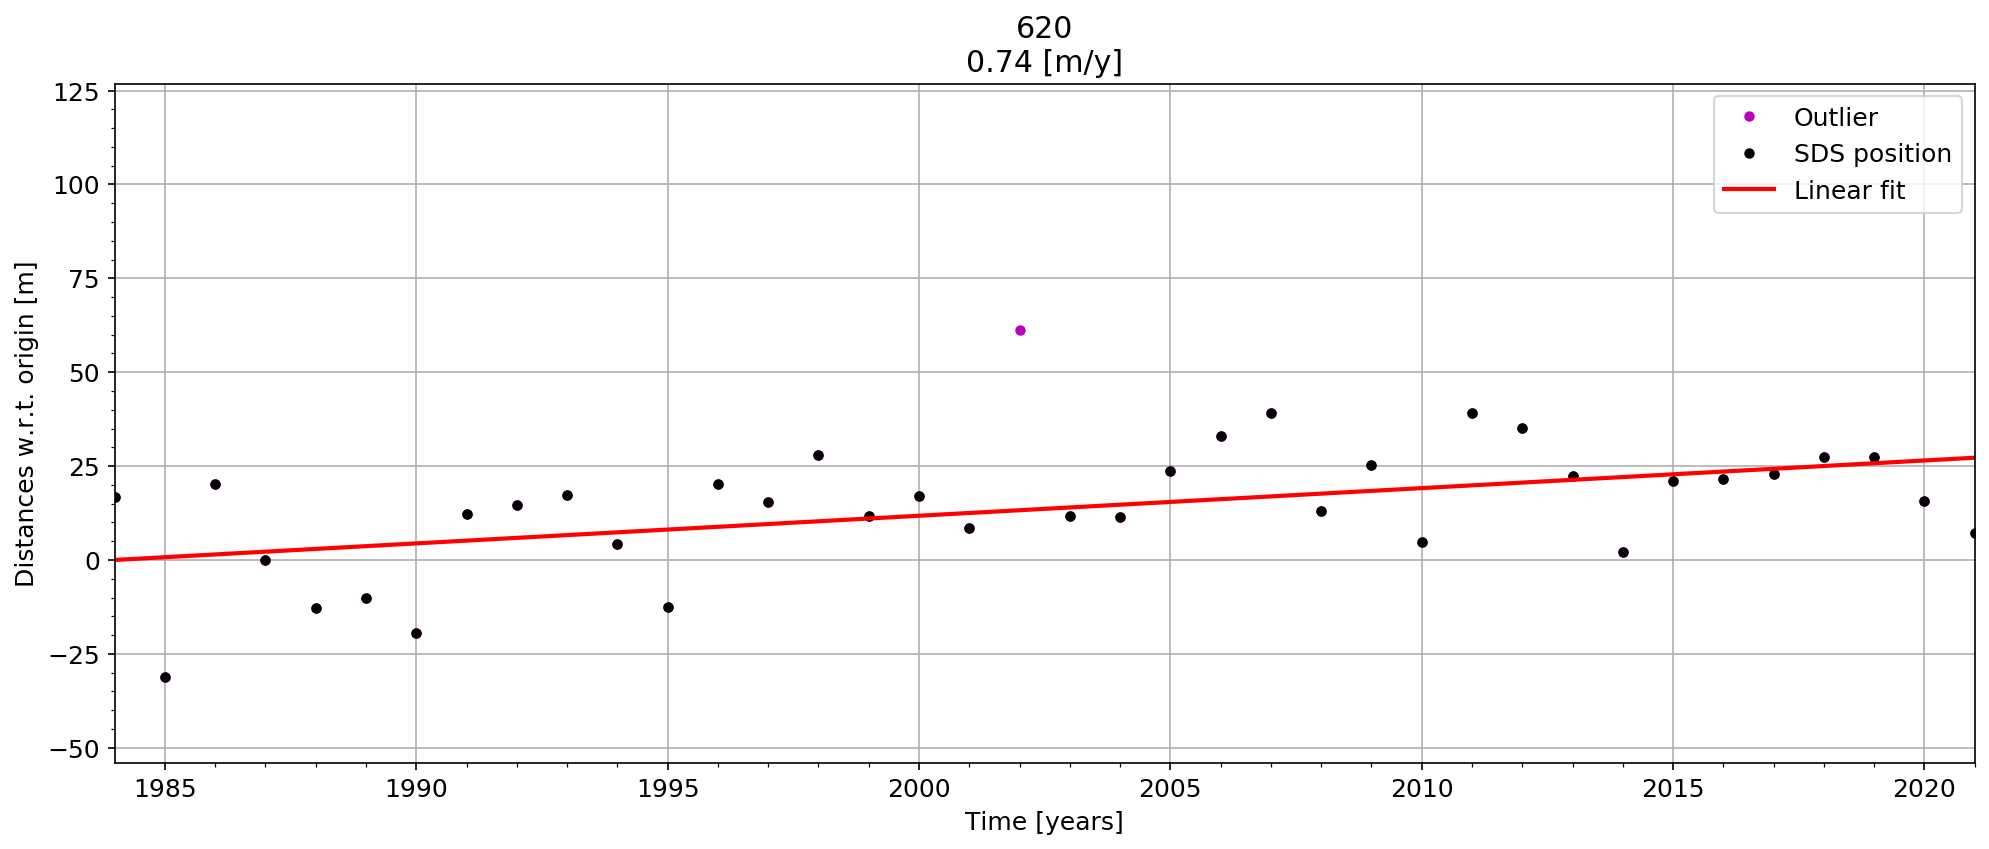 620
0.74 [m/y]
Distances w.r.t. origin [m]
125
100
75
50
25
0
−25
−50
Outlier
SDS position
Linear fit
1985 1990 1995 2000 2005 2010 2015 2020
Time [years]